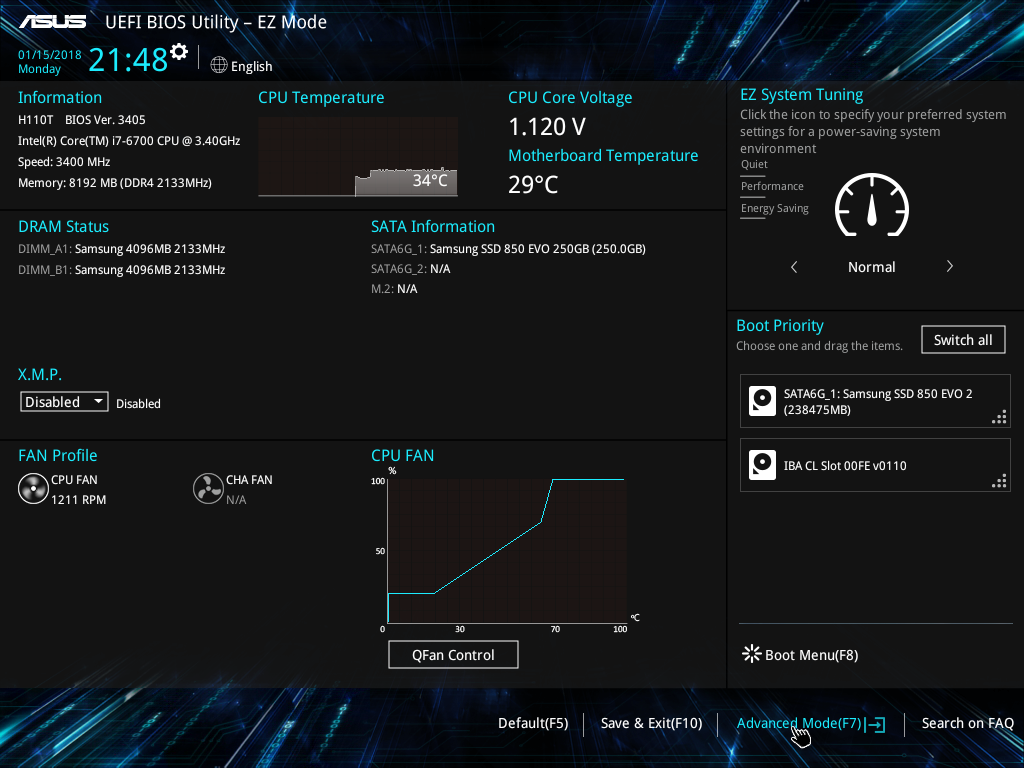 ASUS UEFI BIOS Utility – EZ Mode
01/15/2018
Monday
21:48
English
Information
H110T BIOS Ver. 3405
Intel(R) Core(TM) i7-6700 CPU @ 3.40GHz
Speed: 3400 MHz
Memory: 8192 MB (DDR4 2133MHz)
CPU Temperature
34°C
CPU Core Voltage
1.120 V
Motherboard Temperature
29°C
EZ System Tuning
Click the icon to specify your preferred system
settings for a power-saving system
environment
Quiet
Performance
Energy Saving
Normal
DRAM Status
DIMM_A1: Samsung 4096MB 2133MHz
DIMM_B1: Samsung 4096MB 2133MHz
SATA Information
SATA6G_1: Samsung SSD 850 EVO 250GB (250.0GB)
SATA6G_2: N/A
M.2: N/A
X.M.P.
Disabled Disabled
Boot Priority
Choose one and drag the items.
Switch all
SATA6G_1: Samsung SSD 850 EVO 2
(238475MB)
IBA CL Slot 00FE v0110
FAN Profile
CPU FAN
1211 RPM
CHA FAN
N/A
CPU FAN
%
100
50
0 30 70 100
°C
QFan Control
Boot Menu(F8)
Default(F5) Save & Exit(F10) Advanced Mode(F7) Search on FAQ